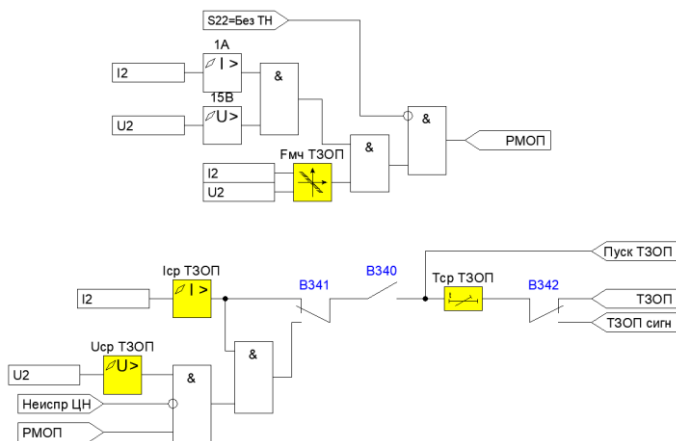 S22=Без ТН
1А
I2
I >
&
15В
U2
U>
&
&
РМОП
Fмч ТЗОП
I2
U2
Пуск ТЗОП
Iср ТЗОП
В341
В340
Tср ТЗОП
В342
I2
I >
ТЗОП
ТЗОП сигн
Uср ТЗОП
&
U2
U>
&
Неиспр ЦН
РМОП